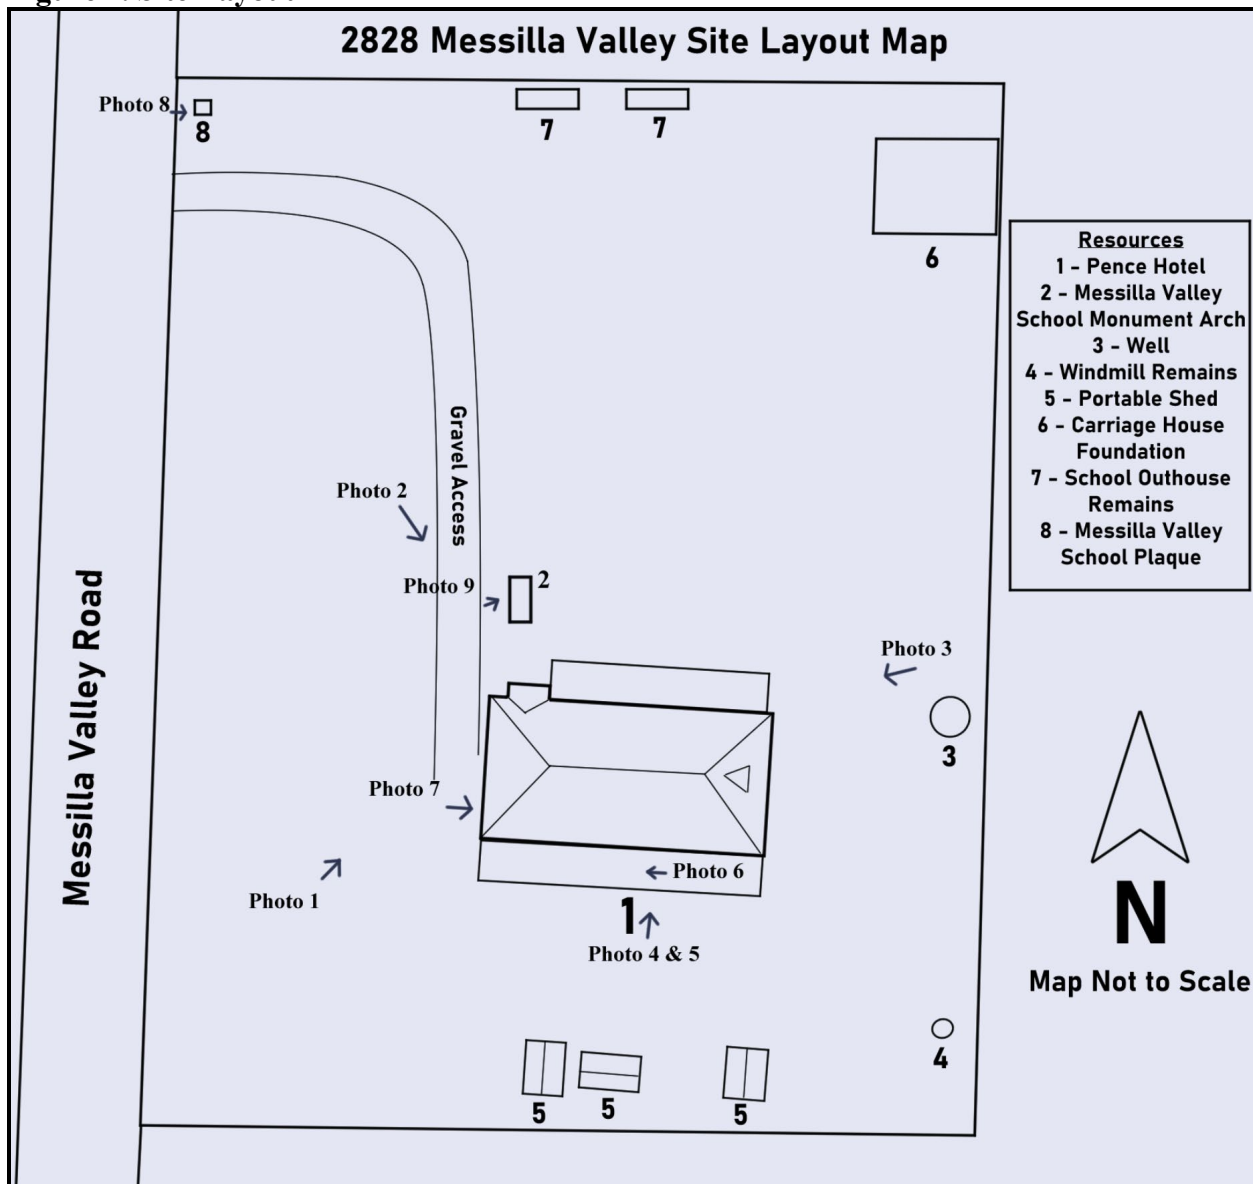 2828 Messilla Valley Site Layout Map
Photo 8
8
7
7
6
Resources
1 - Pence Hotel
2 - Messilla Valley
School Monument Arch
3 - Well
4 - Windmill Remains
5 - Portable Shed
6 - Carriage House
Foundation
7 - School Outhouse
Remains
8 - Messilla Valley
School Plaque
Gravel Access
Photo 2
Photo 9
2
Messilla Valley Road
Photo 3
3
Photo 7
Photo 6
Photo 1
1
Photo 4 & 5
N
Map Not to Scale
4
5
5
5